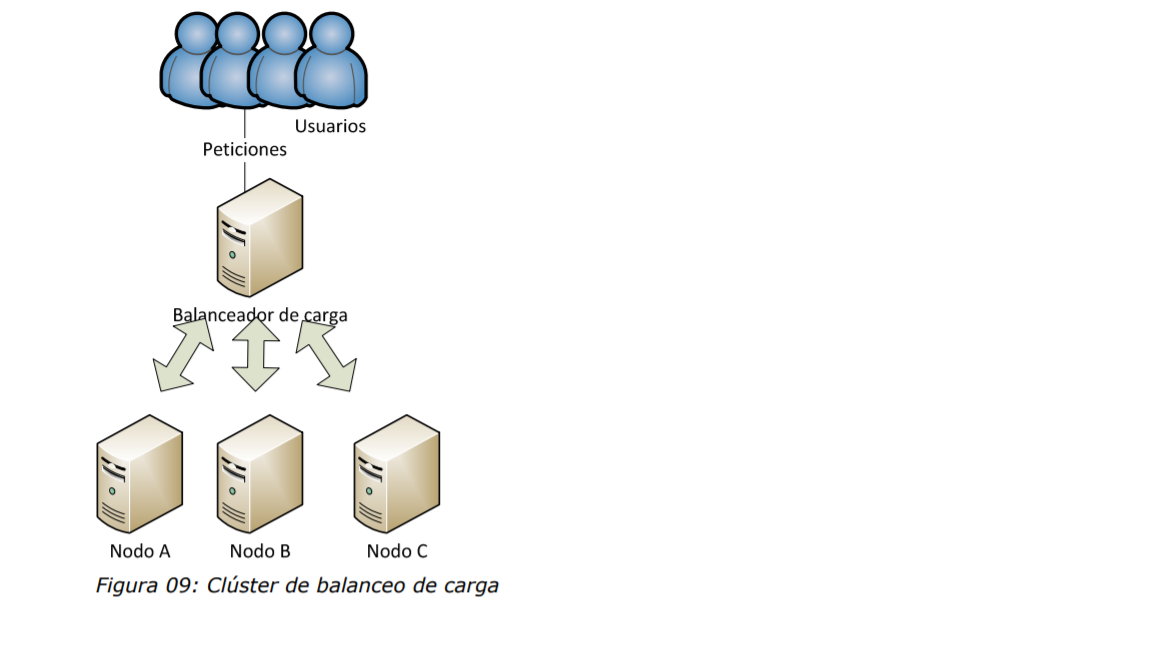 Usuarios
Peticiones
Balanceador de carga
Nodo A
Nodo B
Nodo C
Figura 09: Clúster de balanceo de carga